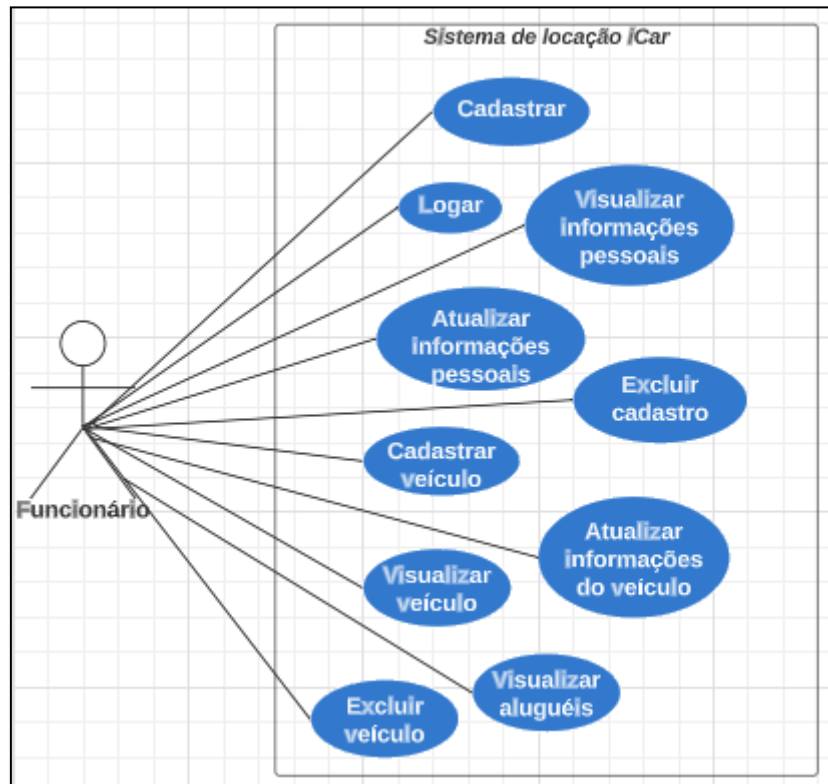 Sistema de locação iCar
Cadastrar
Logar
Visualizar
informações
pessoais
Atualizar
informações
pessoais
Excluir
cadastro
Cadastrar
veículo
Funcionário
Atualizar
informações
do veículo
Visualizar
veículo
Visualizar
aluguéis
Excluir
veículo